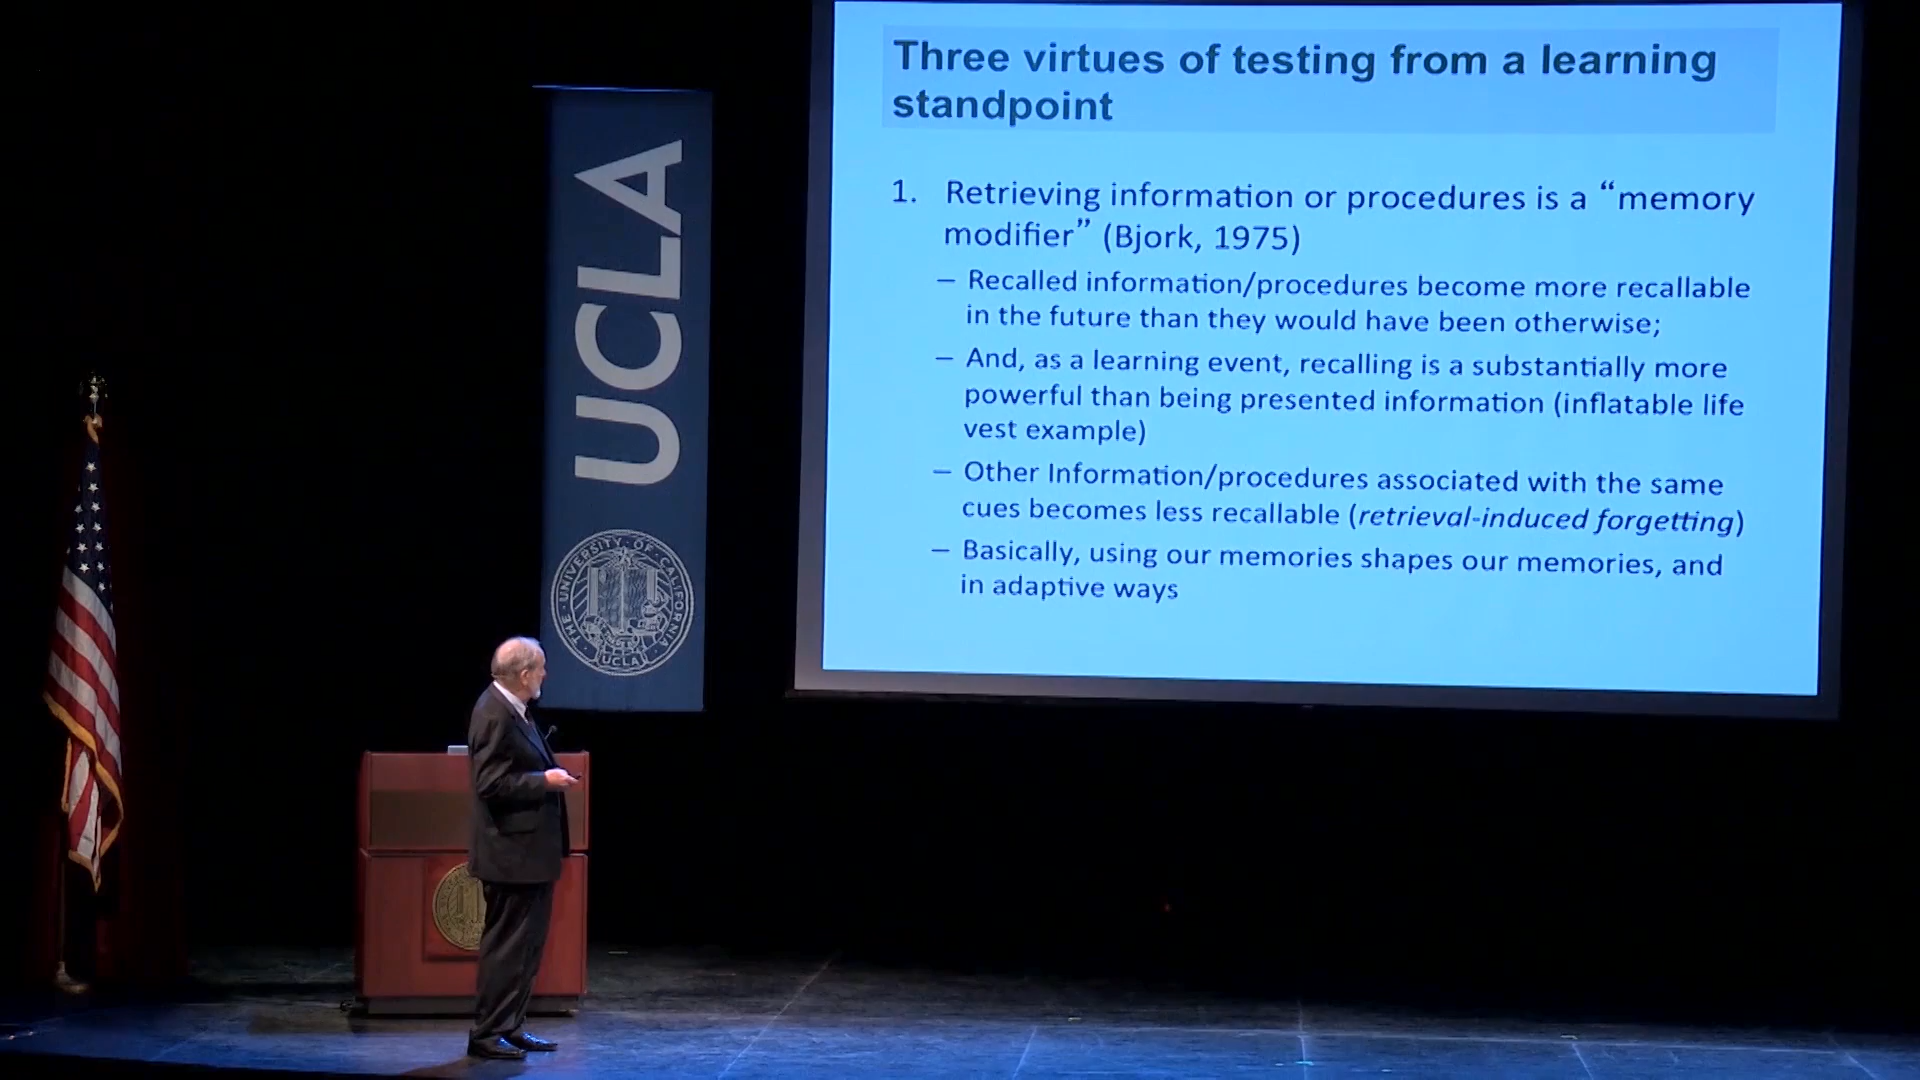 Three virtues of testing from a learning
standpoint
1. Retrieving information or procedures is a “memory
modifier” (Bjork, 1975)
– Recalled information/procedures become more recallable
in the future than they would have been otherwise;
– And, as a learning event, recalling is a substantially more
powerful than being presented information (inflatable life
vest example)
– Other Information/procedures associated with the same
cues becomes less recallable (retrieval-induced forgetting)
– Basically, using our memories shapes our memories, and
in adaptive ways
UCLA
THE · UNIVERSITY · OF · CALIFORNIA
UCLA